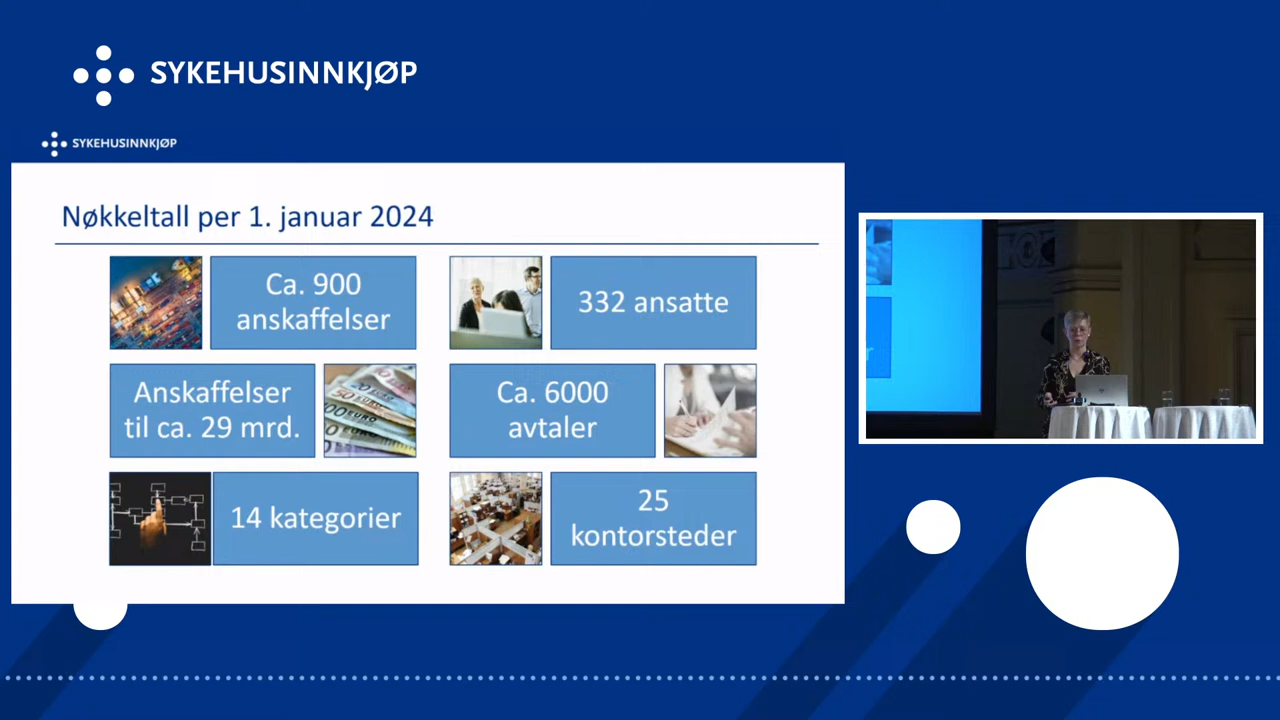 SYKEHUSINNKJØP
SYKEHUSINNKJØP
Nøkkeltall per 1. januar 2024
Ca. 900
anskaffelser
332 ansatte
Anskaffelser
til ca. 29 mrd.
Ca. 6000
avtaler
14 kategorier
25
kontorsteder